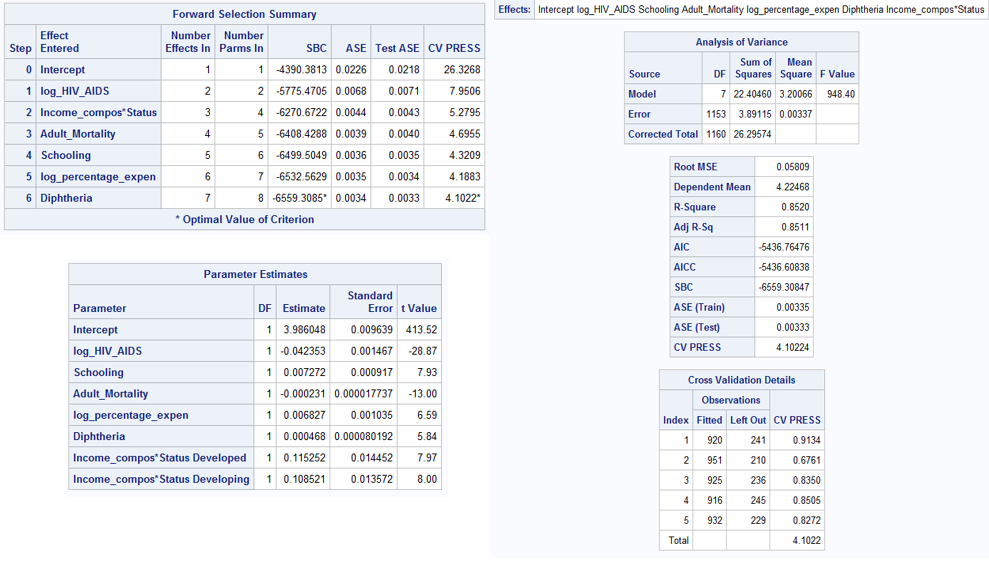 Forward Selection Summary
Step Effect Entered Number Effects In Number Parms In SBC ASE Test ASE CV PRESS
0 Intercept 1 1 -4390.3813 0.0226 0.0218 26.3268
1 log_HIV_AIDS 2 2 -5775.4705 0.0068 0.0071 7.9506
2 Income_compos*Status 3 4 -6270.6722 0.0044 0.0043 5.2795
3 Adult_Mortality 4 5 -6408.4288 0.0039 0.0040 4.6955
4 Schooling 5 6 -6499.5049 0.0036 0.0035 4.3209
5 log_percentage_expen 6 7 -6532.5629 0.0035 0.0034 4.1883
6 Diphtheria 7 8 -6559.3085* 0.0034 0.0033 4.1022*
* Optimal Value of Criterion
Parameter Estimates
Parameter DF Estimate Standard Error t Value
Intercept 1 3.986048 0.009639 413.52
log_HIV_AIDS 1 -0.042353 0.001467 -28.87
Schooling 1 0.007272 0.000917 7.93
Adult_Mortality 1 -0.000231 0.000017737 -13.00
log_percentage_expen 1 0.006827 0.001035 6.59
Diphtheria 1 0.000468 0.000080192 5.84
Income_compos*Status Developed 1 0.115252 0.014452 7.97
Income_compos*Status Developing 1 0.108521 0.013572 8.00
Effects: Intercept log_HIV_AIDS Schooling Adult_Mortality log_percentage_expen Diphtheria Income_compos*Status
Analysis of Variance
Source DF Sum of Squares Mean Square F Value
Model 7 22.40460 3.20066 948.40
Error 1153 3.89115 0.00337
Corrected Total 1160 26.29574
Root MSE 0.05809
Dependent Mean 4.22468
R-Square 0.8520
Adj R-Sq 0.8511
AIC -5436.76476
AICC -5436.60838
SBC -6559.30847
ASE (Train) 0.00335
ASE (Test) 0.00333
CV PRESS 4.10224
Cross Validation Details
Index Observations Fitted Left Out CV PRESS
1 920 241 0.9134
2 951 210 0.6761
3 925 236 0.8350
4 916 245 0.8505
5 932 229 0.8272
Total 4.1022